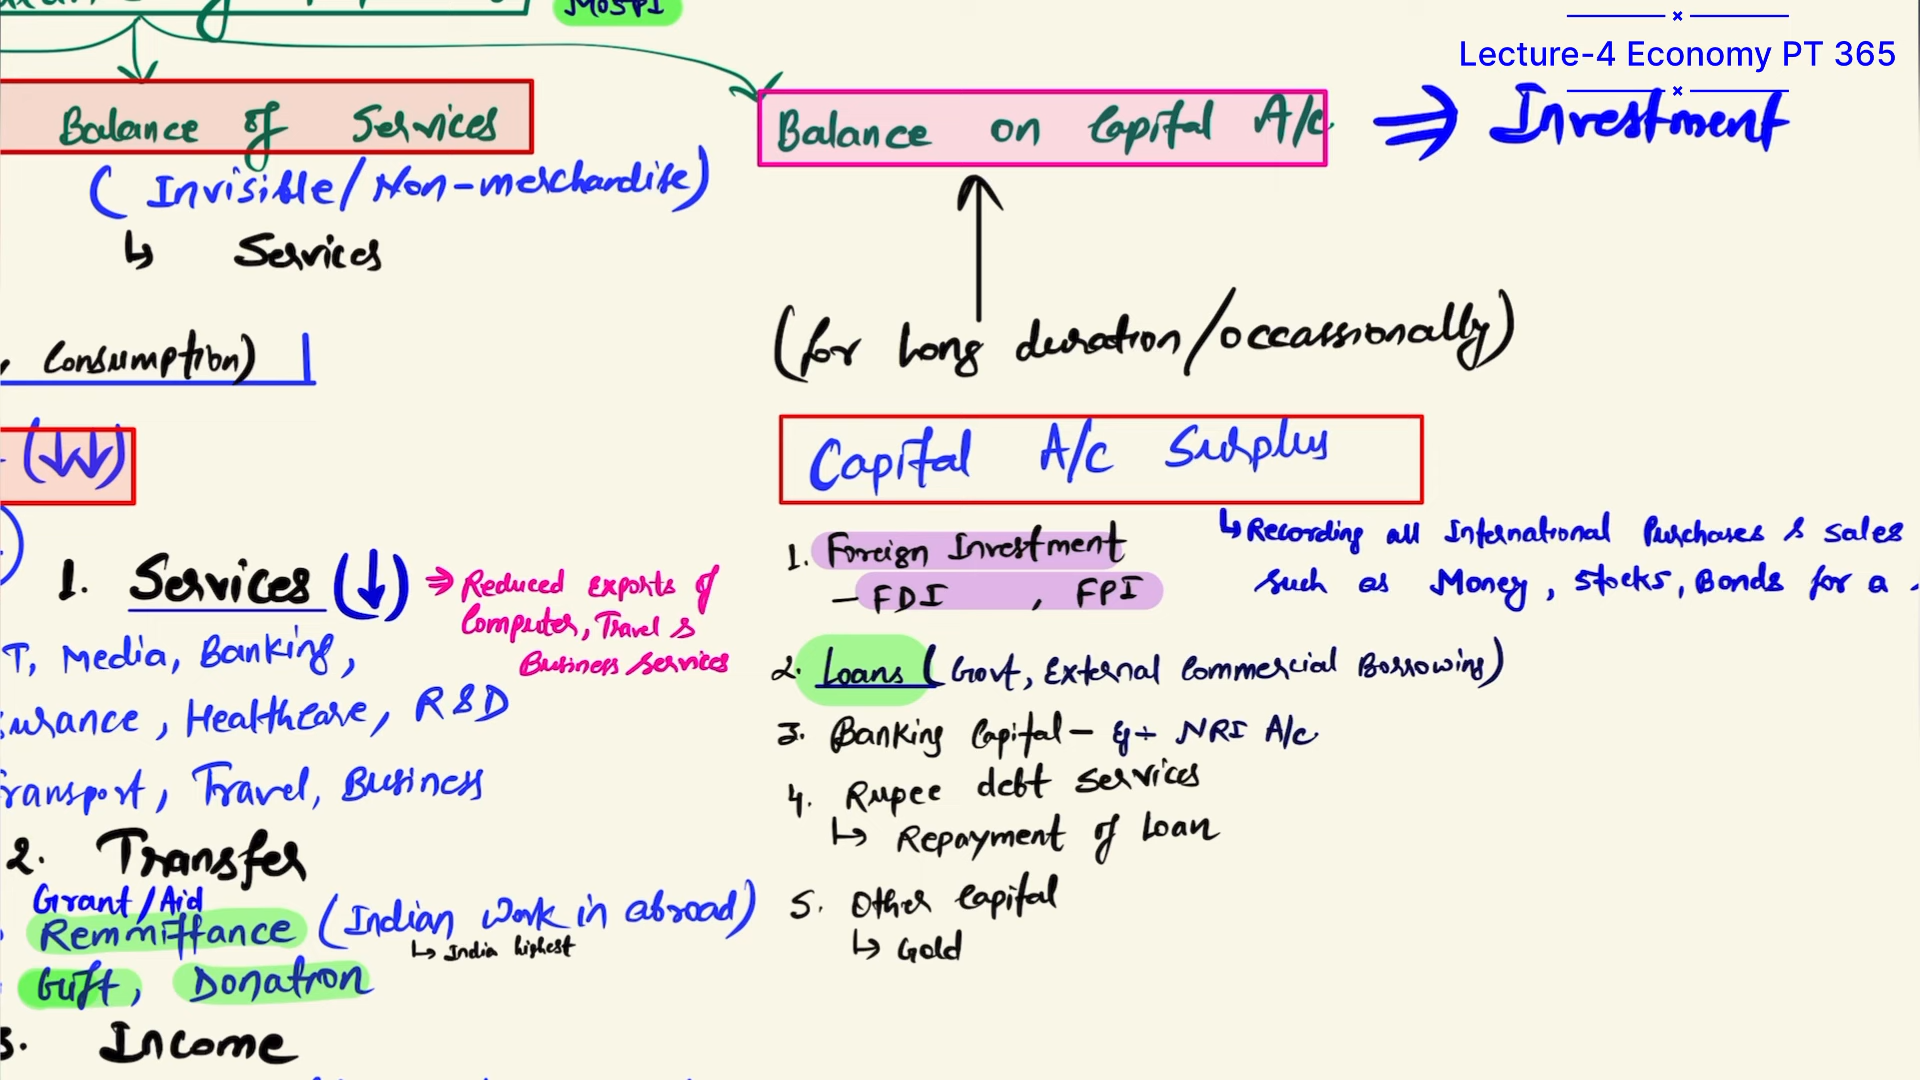 MOSPI
Lecture-4 Economy PT 365
Balance of Services
(Invisible/Non-merchandise)
↳ Services
Consumption)
(↓↓)
1. Services (↓) ⇒ Reduced exports of
Computer, Travel &
Business Services
T, Media, Banking,
surance, Healthcare, R&D
ransport, Travel, Business
2. Transfer
Grant/Aid
Remmittance (Indian work in abroad)
↳ India highest
Guft, Donation
3. Income
Balance on Capital A/c ⇒ Investment
(for long duration/occassionally)
Capital A/c Surplus
↳ Recording all International Purchases & Sales
such as Money, Stocks, Bonds for a
1. Foreign Investment
– FDI , FPI
2. Loans (Govt, External Commercial Borrowing)
3. Banking Capital – Eg÷ NRI A/c
4. Rupee debt services
↳ Repayment of loan
5. Other Capital
↳ Gold